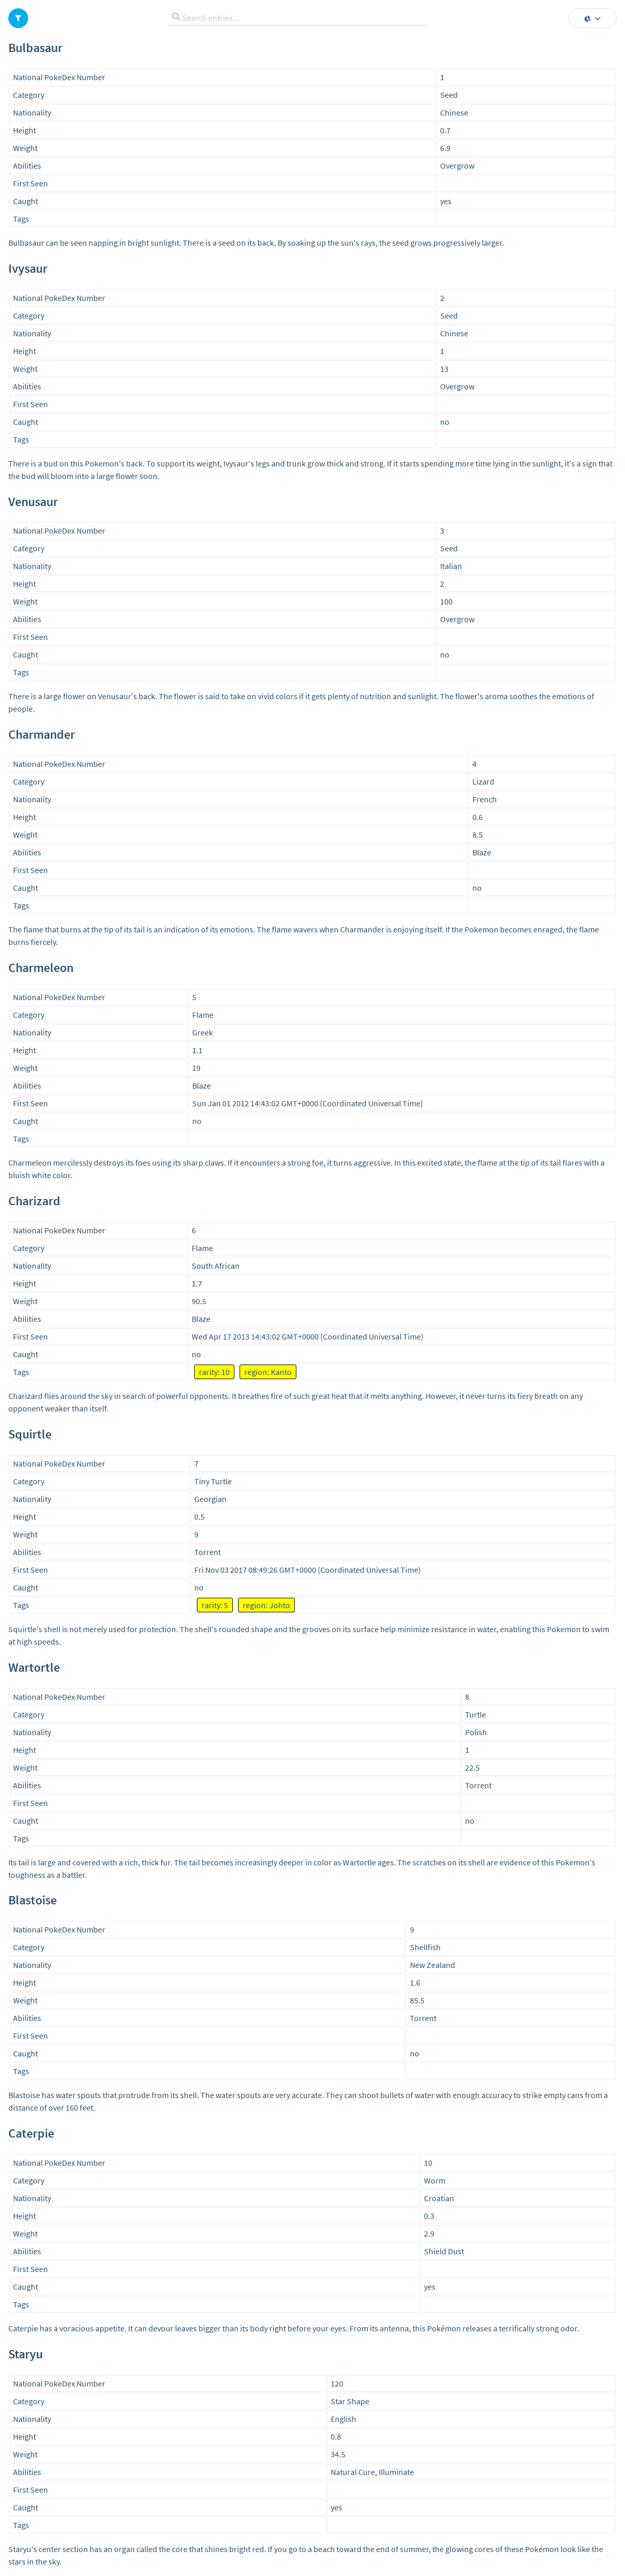 Search entries...
Bulbasaur
National PokeDex Number 1
Category Seed
Nationality Chinese
Height 0.7
Weight 6.9
Abilities Overgrow
First Seen
Caught yes
Tags
Bulbasaur can be seen napping in bright sunlight. There is a seed on its back. By soaking up the sun's rays, the seed grows progressively larger.
Ivysaur
National PokeDex Number 2
Category Seed
Nationality Chinese
Height 1
Weight 13
Abilities Overgrow
First Seen
Caught no
Tags
There is a bud on this Pokemon's back. To support its weight, Ivysaur's legs and trunk grow thick and strong. If it starts spending more time lying in the sunlight, it's a sign that
the bud will bloom into a large flower soon.
Venusaur
National PokeDex Number 3
Category Seed
Nationality Italian
Height 2
Weight 100
Abilities Overgrow
First Seen
Caught no
Tags
There is a large flower on Venusaur's back. The flower is said to take on vivid colors if it gets plenty of nutrition and sunlight. The flower's aroma soothes the emotions of
people.
Charmander
National PokeDex Number 4
Category Lizard
Nationality French
Height 0.6
Weight 8.5
Abilities Blaze
First Seen
Caught no
Tags
The flame that burns at the tip of its tail is an indication of its emotions. The flame wavers when Charmander is enjoying itself. If the Pokemon becomes enraged, the flame
burns fiercely.
Charmeleon
National PokeDex Number 5
Category Flame
Nationality Greek
Height 1.1
Weight 19
Abilities Blaze
First Seen Sun Jan 01 2012 14:43:02 GMT+0000 (Coordinated Universal Time)
Caught no
Tags
Charmeleon mercilessly destroys its foes using its sharp claws. If it encounters a strong foe, it turns aggressive. In this excited state, the flame at the tip of its tail flares with a
bluish white color.
Charizard
National PokeDex Number 6
Category Flame
Nationality South African
Height 1.7
Weight 90.5
Abilities Blaze
First Seen Wed Apr 17 2013 14:43:02 GMT+0000 (Coordinated Universal Time)
Caught no
Tags rarity: 10 region: Kanto
Charizard flies around the sky in search of powerful opponents. It breathes fire of such great heat that it melts anything. However, it never turns its fiery breath on any
opponent weaker than itself.
Squirtle
National PokeDex Number 7
Category Tiny Turtle
Nationality Georgian
Height 0.5
Weight 9
Abilities Torrent
First Seen Fri Nov 03 2017 08:49:26 GMT+0000 (Coordinated Universal Time)
Caught no
Tags rarity: 5 region: Johto
Squirtle's shell is not merely used for protection. The shell's rounded shape and the grooves on its surface help minimize resistance in water, enabling this Pokemon to swim
at high speeds.
Wartortle
National PokeDex Number 8
Category Turtle
Nationality Polish
Height 1
Weight 22.5
Abilities Torrent
First Seen
Caught no
Tags
Its tail is large and covered with a rich, thick fur. The tail becomes increasingly deeper in color as Wartortle ages. The scratches on its shell are evidence of this Pokemon's
toughness as a battler.
Blastoise
National PokeDex Number 9
Category Shellfish
Nationality New Zealand
Height 1.6
Weight 85.5
Abilities Torrent
First Seen
Caught no
Tags
Blastoise has water spouts that protrude from its shell. The water spouts are very accurate. They can shoot bullets of water with enough accuracy to strike empty cans from a
distance of over 160 feet.
Caterpie
National PokeDex Number 10
Category Worm
Nationality Croatian
Height 0.3
Weight 2.9
Abilities Shield Dust
First Seen
Caught yes
Tags
Caterpie has a voracious appetite. It can devour leaves bigger than its body right before your eyes. From its antenna, this Pokémon releases a terrifically strong odor.
Staryu
National PokeDex Number 120
Category Star Shape
Nationality English
Height 0.8
Weight 34.5
Abilities Natural Cure, Illuminate
First Seen
Caught yes
Tags
Staryu's center section has an organ called the core that shines bright red. If you go to a beach toward the end of summer, the glowing cores of these Pokémon look like the
stars in the sky.